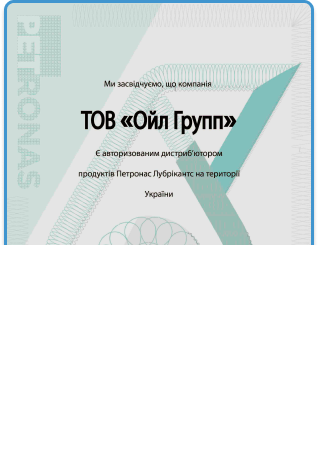 PETRONAS
Ми засвідчуємо, що компанія
ТОВ «Ойл Групп»
Є авторизованим дистриб'ютором
продуктів Петронас Лубрікантс на території
України